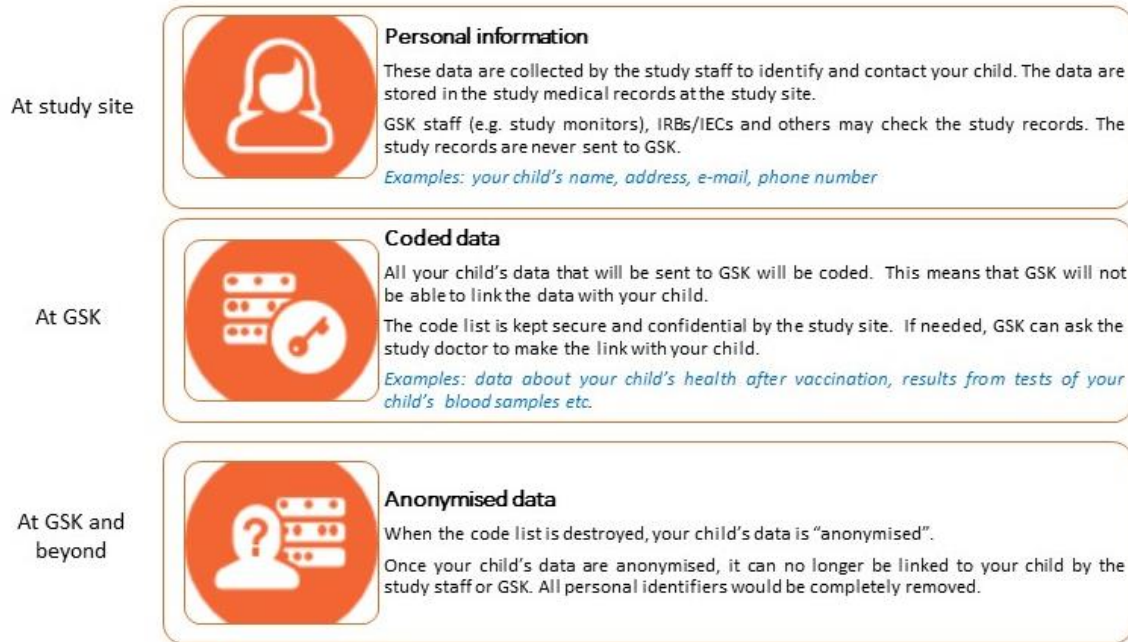 At study site
Personal information
These data are collected by the study staff to identify and contact your child. The data are
stored in the study medical records at the study site.
GSK staff (e.g. study monitors), IRBs/IECs and others may check the study records. The
study records are never sent to GSK.
Examples: your child's name, address, e-mail, phone number
At GSK
Coded data
All your child's data that will be sent to GSK will be coded. This means that GSK will not
be able to link the data with your child.
The code list is kept secure and confidential by the study site. If needed, GSK can ask the
study doctor to make the link with your child.
Examples: data about your child's health after vaccination, results from tests of your
child's blood samples etc.
At GSK and
beyond
?
Anonymised data
When the code list is destroyed, your child's data is "anonymised".
Once your child's data are anonymised, it can no longer be linked to your child by the
study staff or GSK. All personal identifiers would be completely removed.